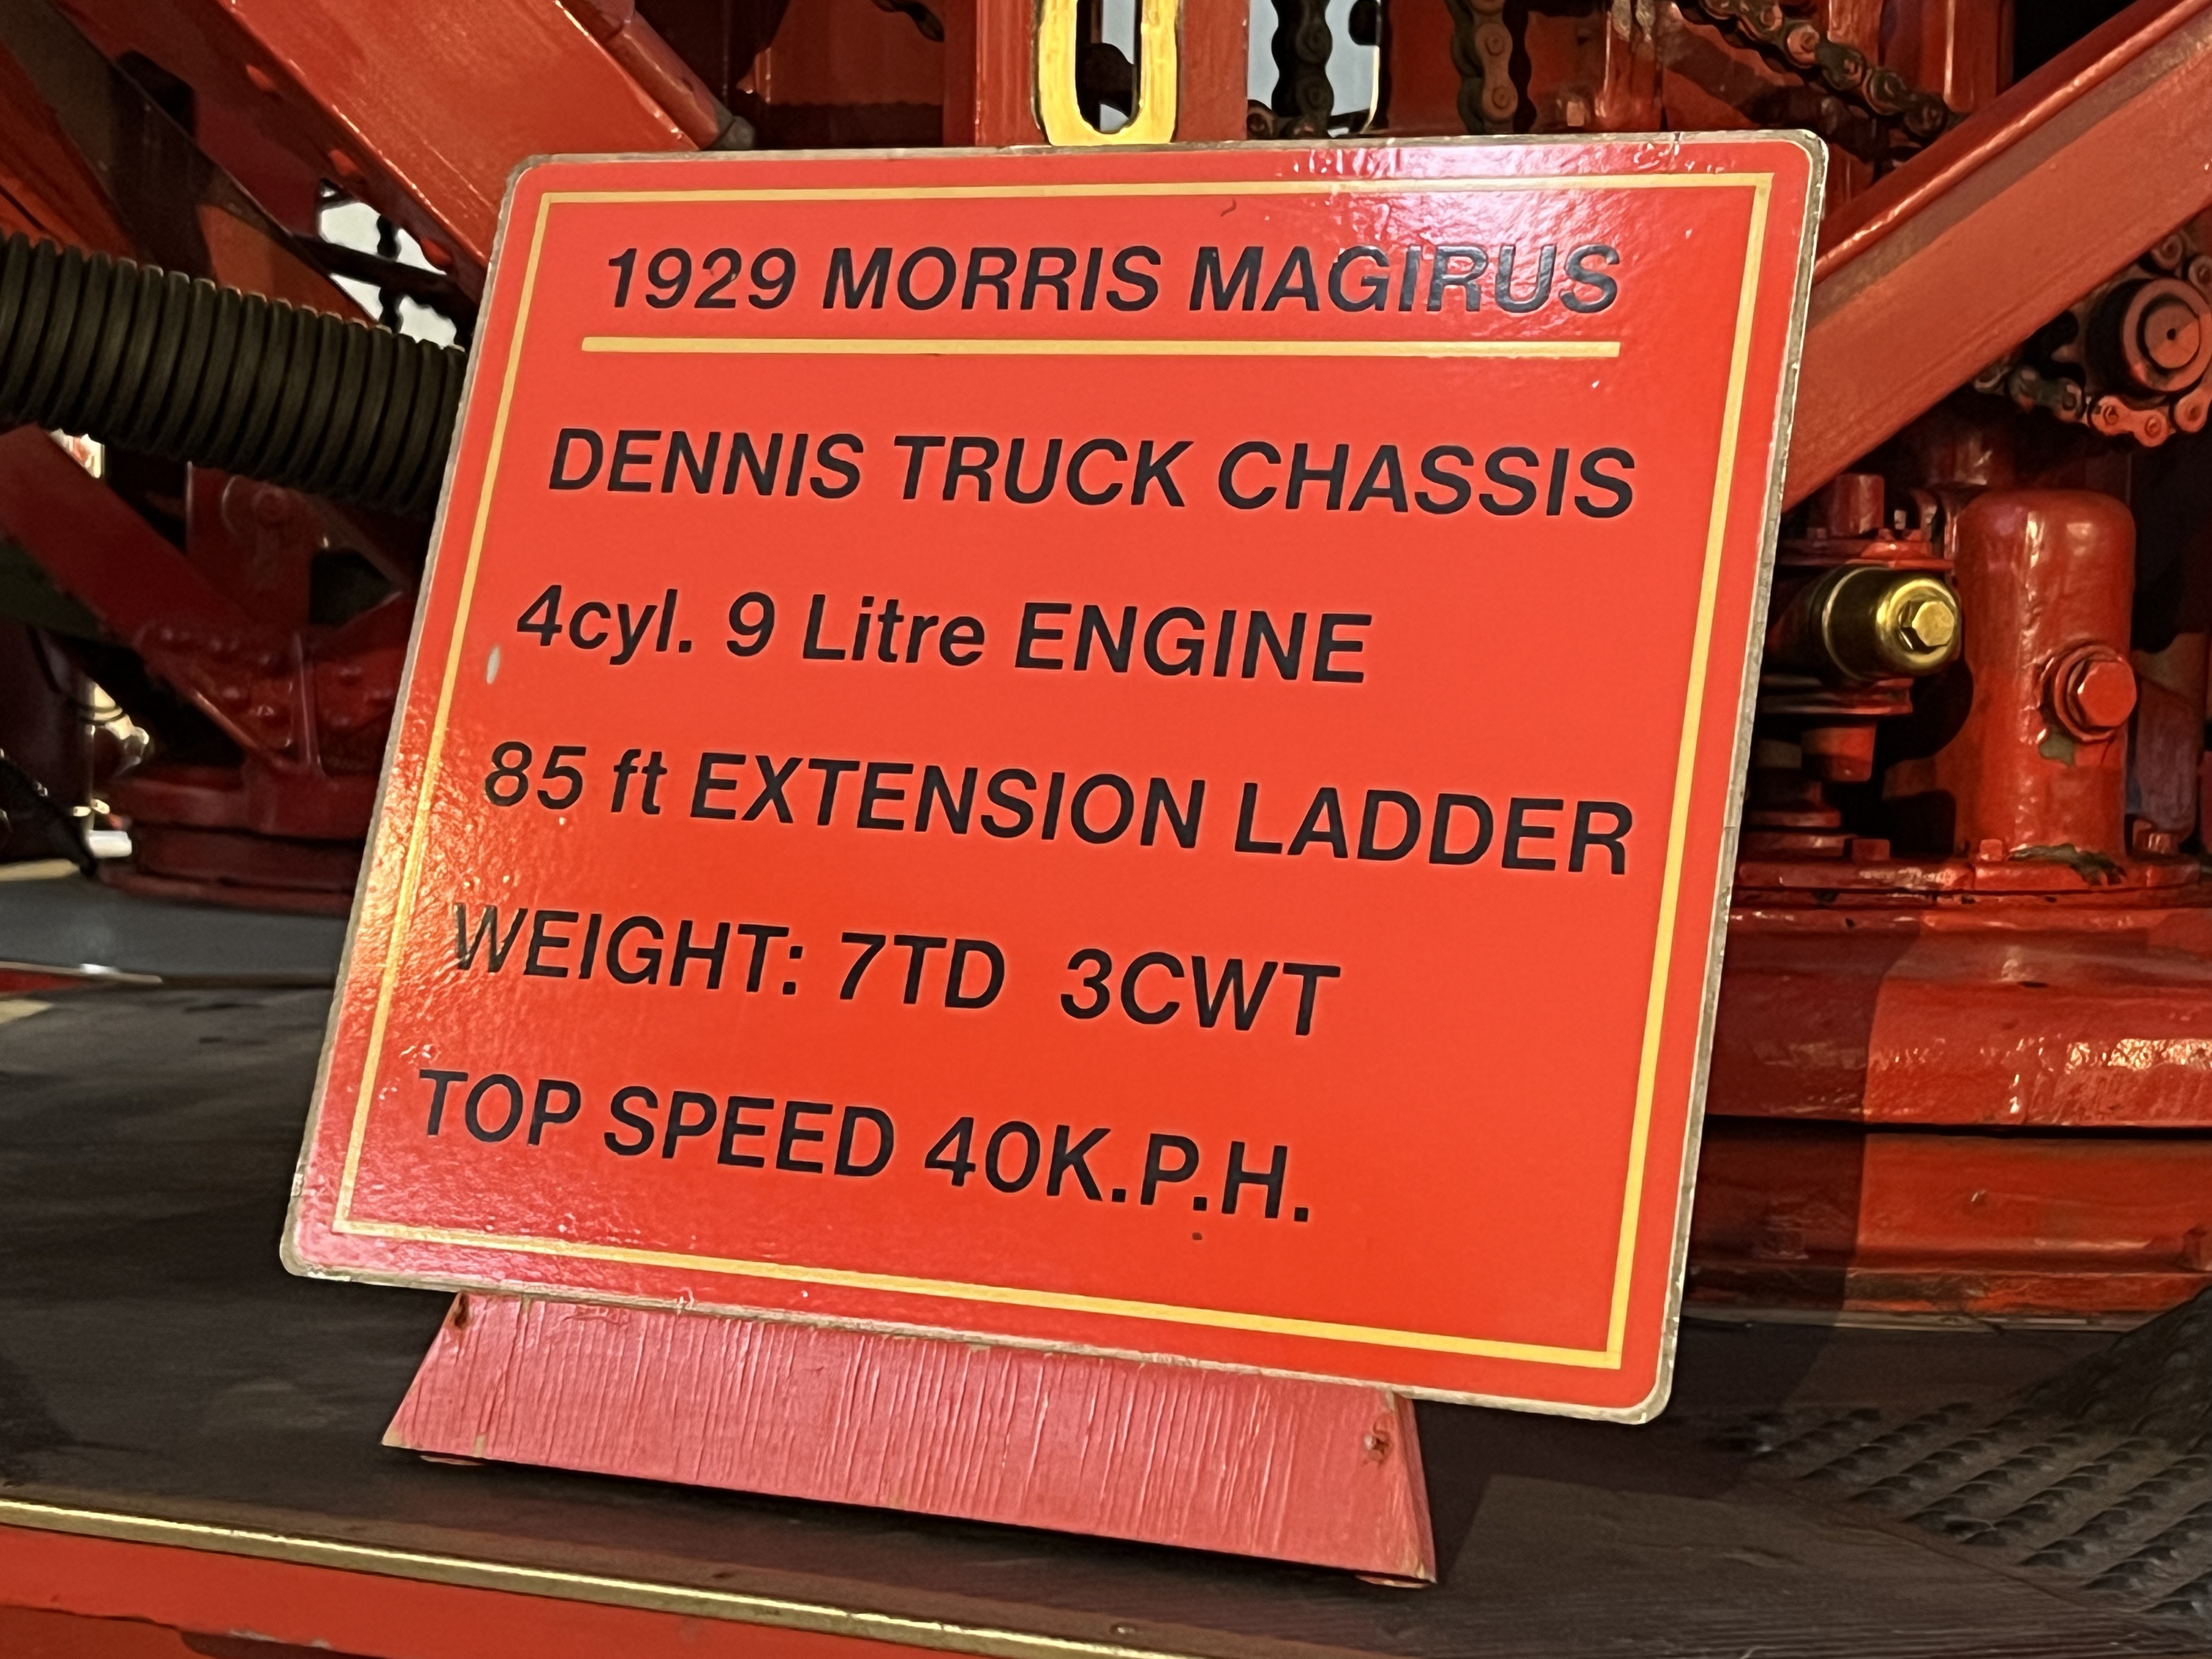 1929 MORRIS MAGIRUS
DENNIS TRUCK CHASSIS
4cyl. 9 Litre ENGINE
85 ft EXTENSION LADDER
WEIGHT: 7TD 3CWT
TOP SPEED 40K.P.H.